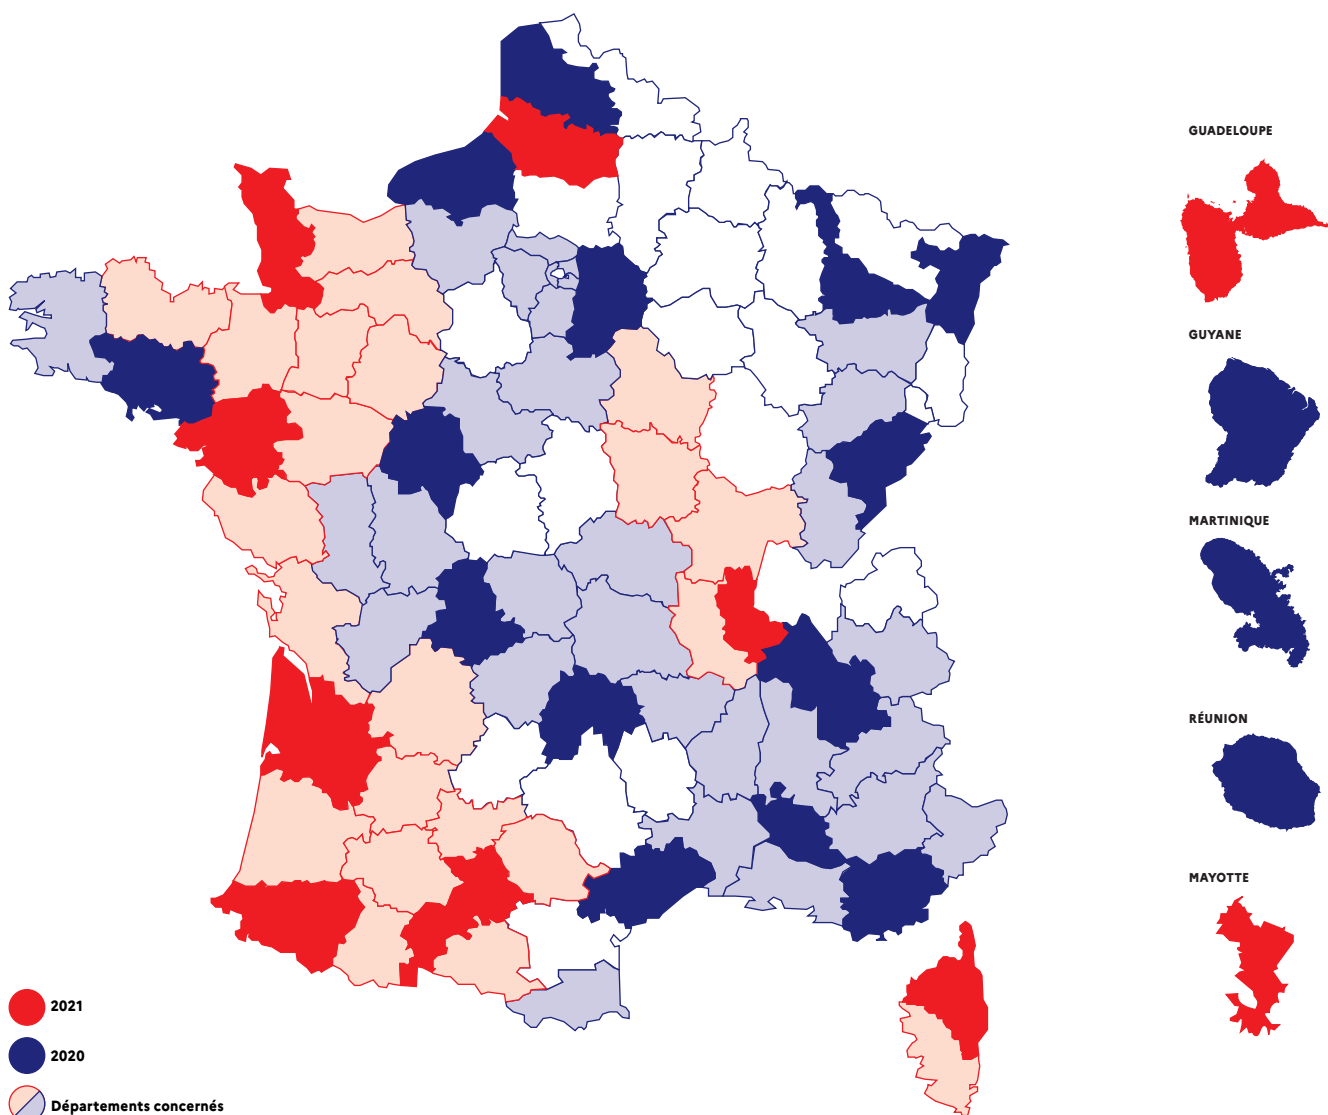 GUADELOUPE
GUYANE
MARTINIQUE
RÉUNION
MAYOTTE
2021
2020
Départements concernés